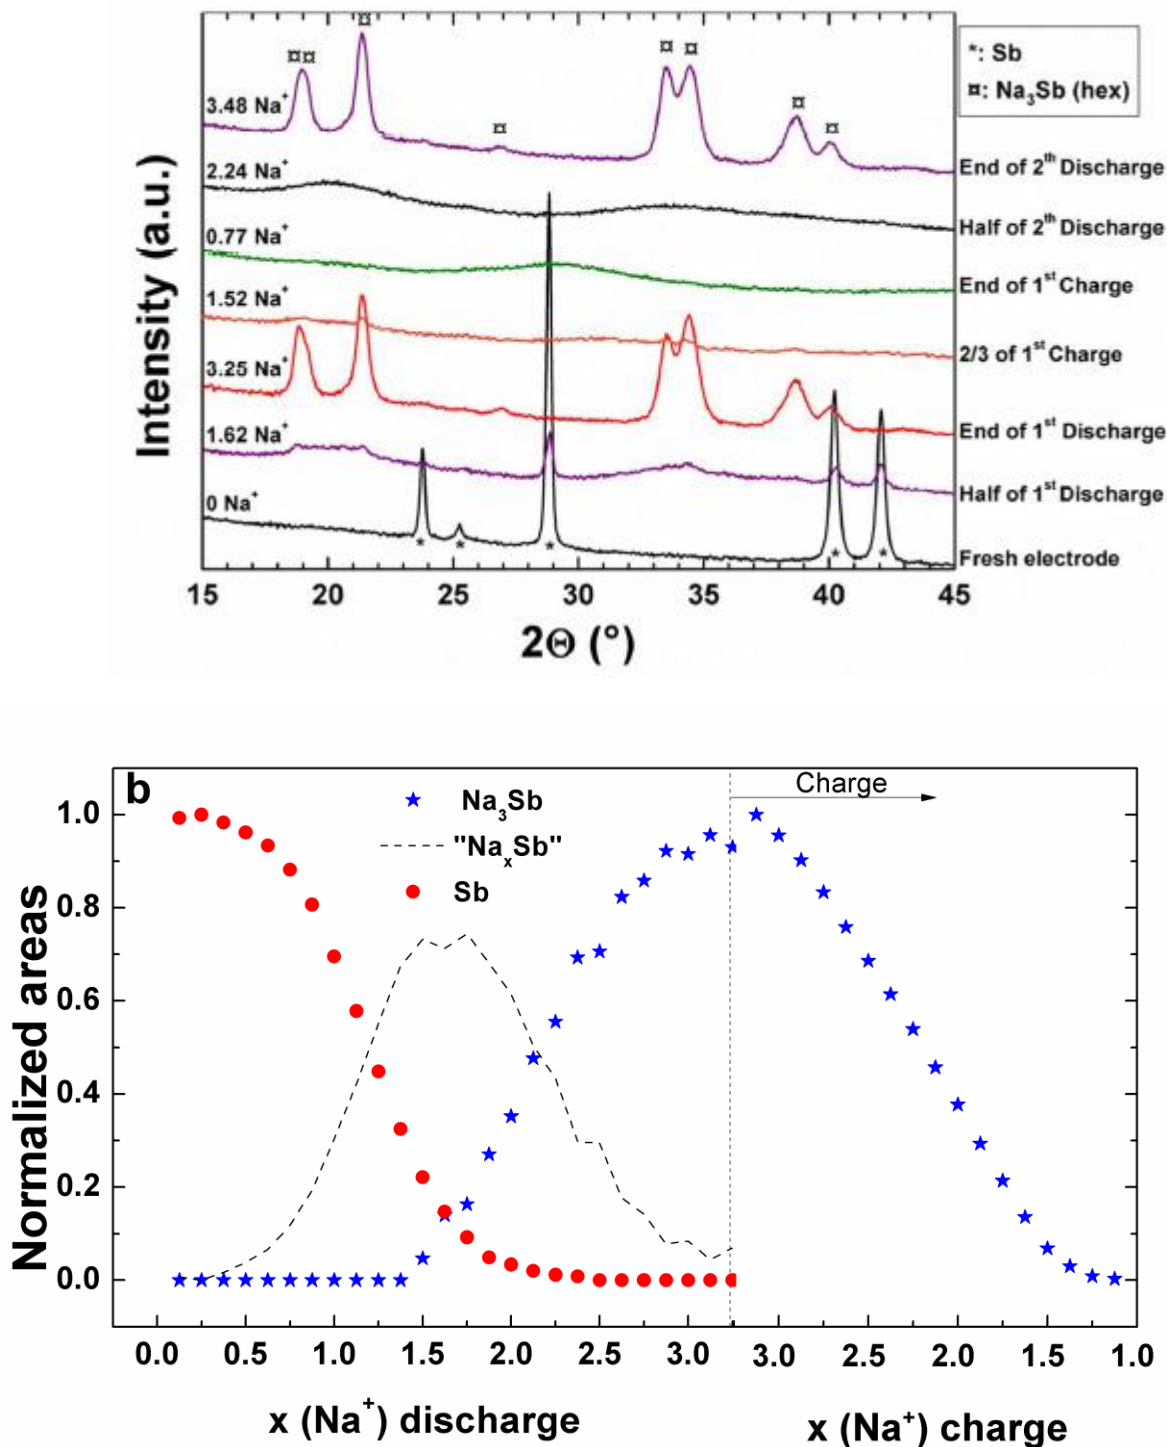 *: Sb
¤: Na₃Sb (hex)
Intensity (a.u.)
3.48 Na⁺
End of 2ᵗʰ Discharge
2.24 Na⁺
Half of 2ᵗʰ Discharge
0.77 Na⁺
End of 1ˢᵗ Charge
1.52 Na⁺
2/3 of 1ˢᵗ Charge
3.25 Na⁺
End of 1ˢᵗ Discharge
1.62 Na⁺
Half of 1ˢᵗ Discharge
0 Na⁺
Fresh electrode
15 20 25 30 35 40 45
2Θ (°)
b
Na₃Sb
"NaₓSb"
Sb
Charge
Normalized areas
1.0
0.8
0.6
0.4
0.2
0.0
0.0 0.5 1.0 1.5 2.0 2.5 3.0 3.0 2.5 2.0 1.5 1.0
x (Na⁺) discharge
x (Na⁺) charge